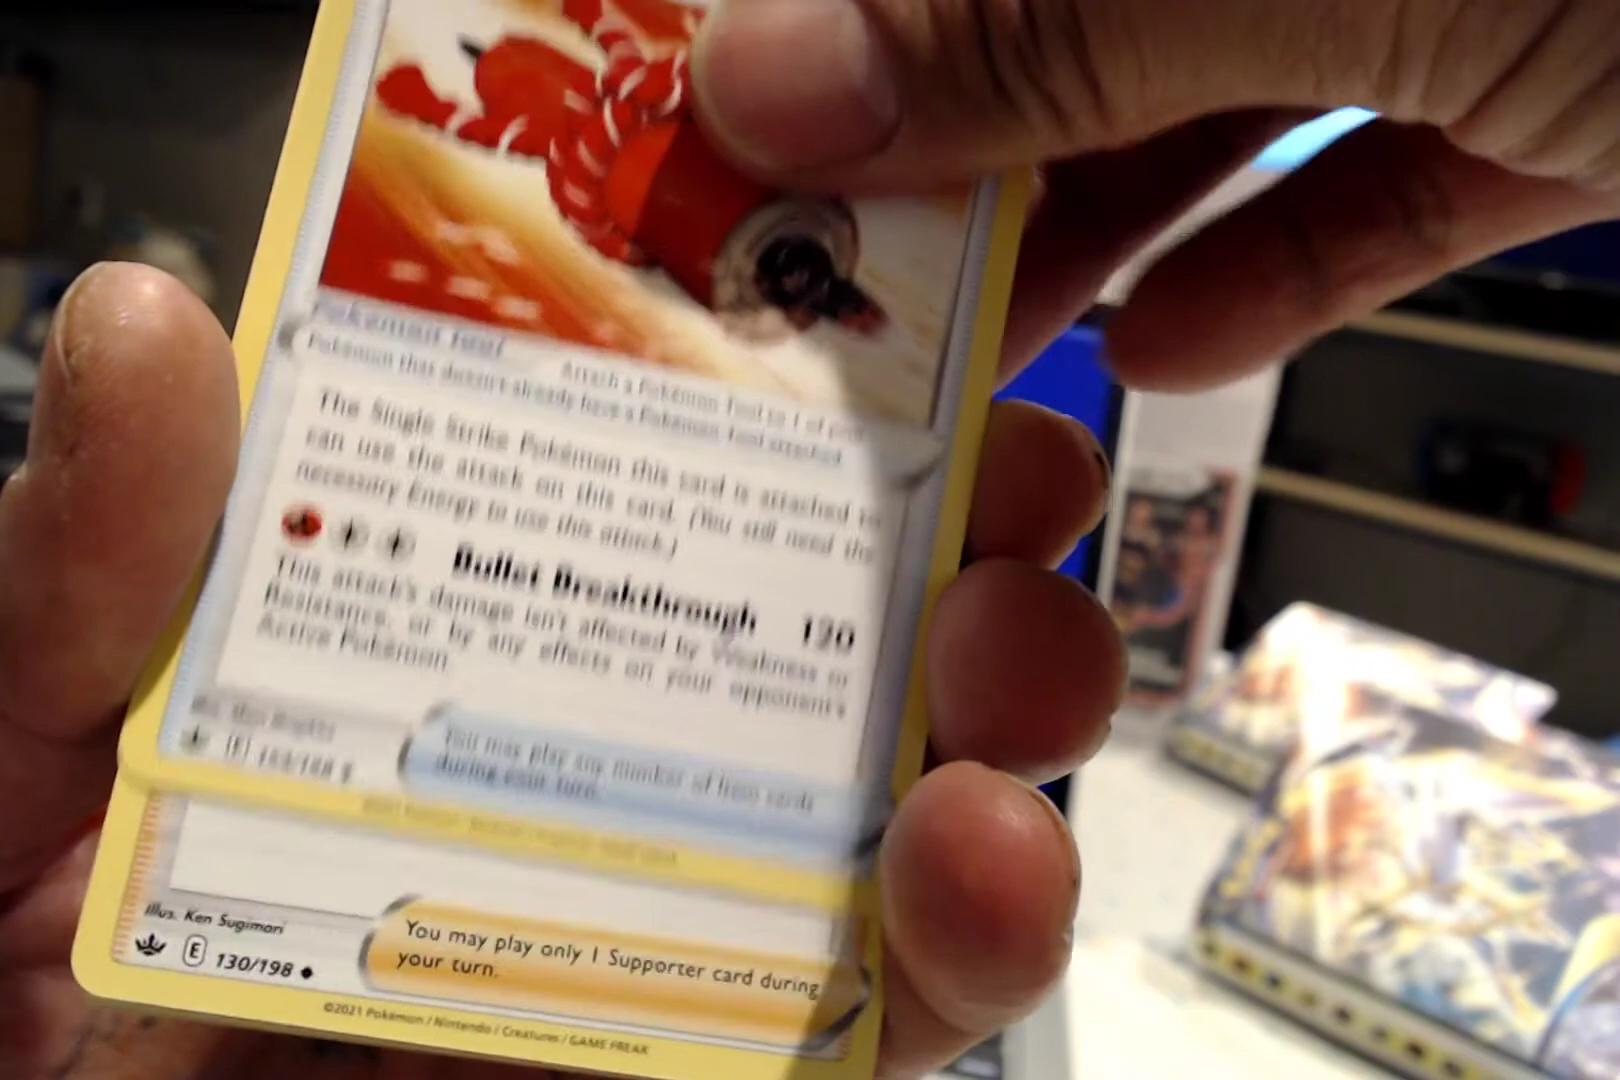 Pokémon Tool
Attach a Pokémon Tool to 1 of your
Pokémon that doesn't already have a Pokémon Tool attached.
The Single Strike Pokémon this card is attached to
can use the attack on this card. (You still need the
necessary Energy to use this attack.)
Bullet Breakthrough 120
This attack's damage isn't affected by Weakness or
Resistance, or by any effects on your opponent's
Active Pokémon.
You may play any number of Item cards
during your turn.
Illus. Ken Sugimori
E 130/198
You may play only 1 Supporter card during
your turn.
©2021 Pokémon / Nintendo / Creatures / GAME FREAK